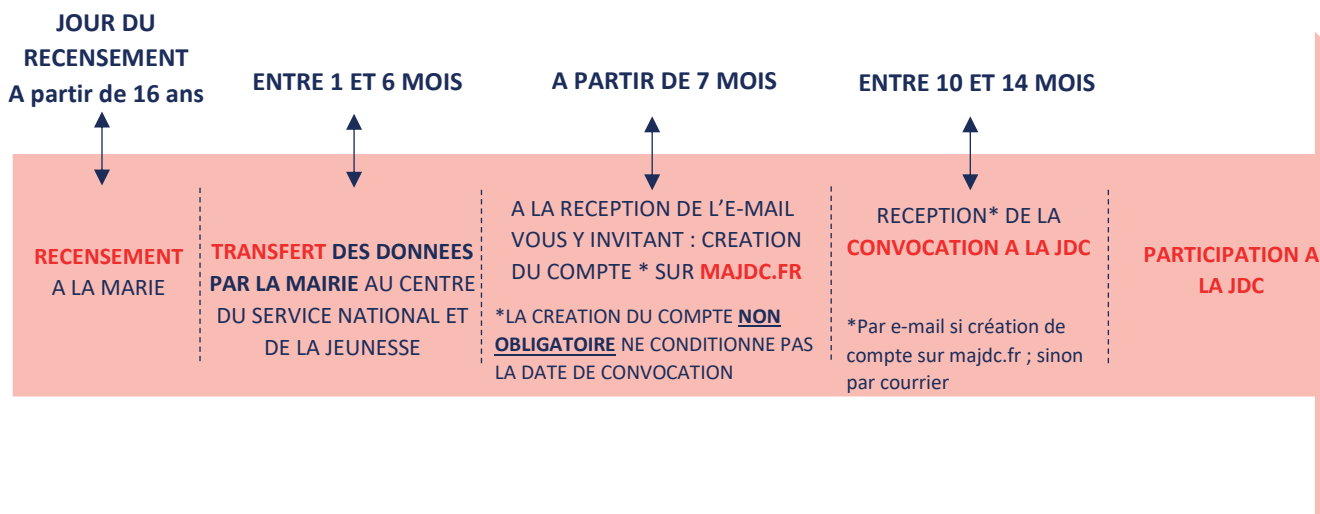 JOUR DU
RECENSEMENT
A partir de 16 ans
ENTRE 1 ET 6 MOIS
A PARTIR DE 7 MOIS
ENTRE 10 ET 14 MOIS
RECENSEMENT
A LA MARIE
TRANSFERT DES DONNEES
PAR LA MAIRIE AU CENTRE
DU SERVICE NATIONAL ET
DE LA JEUNESSE
A LA RECEPTION DE L’E-MAIL
VOUS Y INVITANT : CREATION
DU COMPTE * SUR MAJDC.FR
*LA CREATION DU COMPTE NON
OBLIGATOIRE NE CONDITIONNE PAS
LA DATE DE CONVOCATION
RECEPTION* DE LA
CONVOCATION A LA JDC
*Par e-mail si création de
compte sur majdc.fr ; sinon
par courrier
PARTICIPATION A
LA JDC